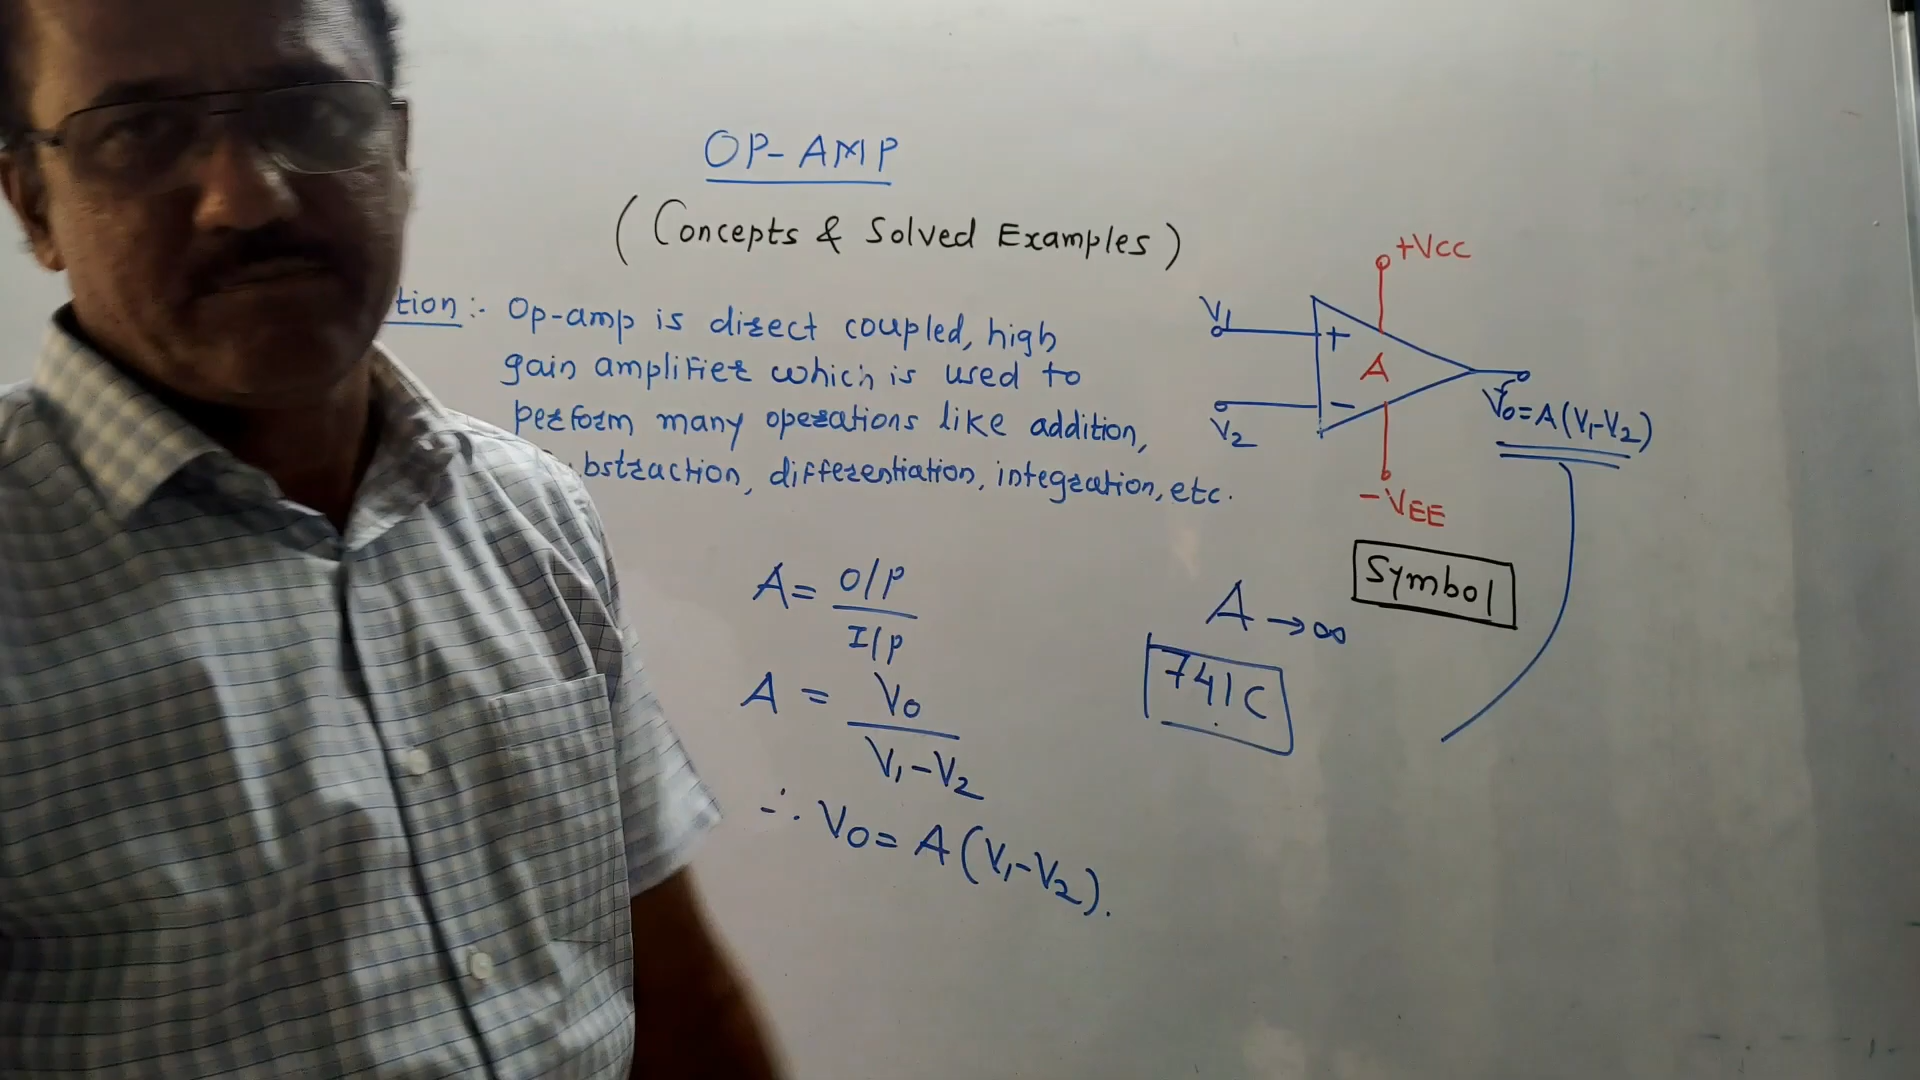 OP-AMP
(Concepts & Solved Examples)
tion:- Op-amp is direct coupled, high
gain amplifier which is used to
perform many operations like addition,
bstraction, differentiation, integration, etc.
+VCC
V1
+
A
-
V2
Vo=A(V1-V2)
-VEE
Symbol
A = O/P / I/P
A → ∞
741C
A = Vo / V1-V2
∴ Vo = A(V1-V2).